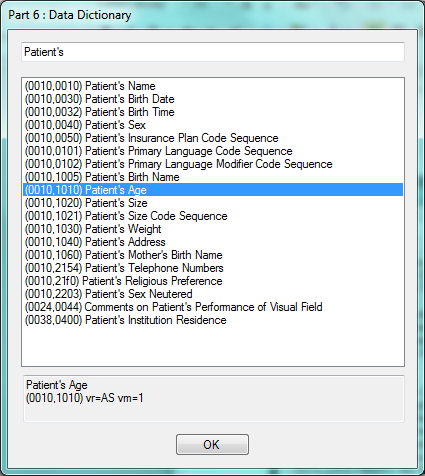 Part 6 : Data Dictionary
Patient's
(0010,0010) Patient's Name
(0010,0030) Patient's Birth Date
(0010,0032) Patient's Birth Time
(0010,0040) Patient's Sex
(0010,0050) Patient's Insurance Plan Code Sequence
(0010,0101) Patient's Primary Language Code Sequence
(0010,0102) Patient's Primary Language Modifier Code Sequence
(0010,1005) Patient's Birth Name
(0010,1010) Patient's Age
(0010,1020) Patient's Size
(0010,1021) Patient's Size Code Sequence
(0010,1030) Patient's Weight
(0010,1040) Patient's Address
(0010,1060) Patient's Mother's Birth Name
(0010,2154) Patient's Telephone Numbers
(0010,21f0) Patient's Religious Preference
(0010,2203) Patient's Sex Neutered
(0024,0044) Comments on Patient's Performance of Visual Field
(0038,0400) Patient's Institution Residence
Patient's Age
(0010,1010) vr=AS vm=1
OK